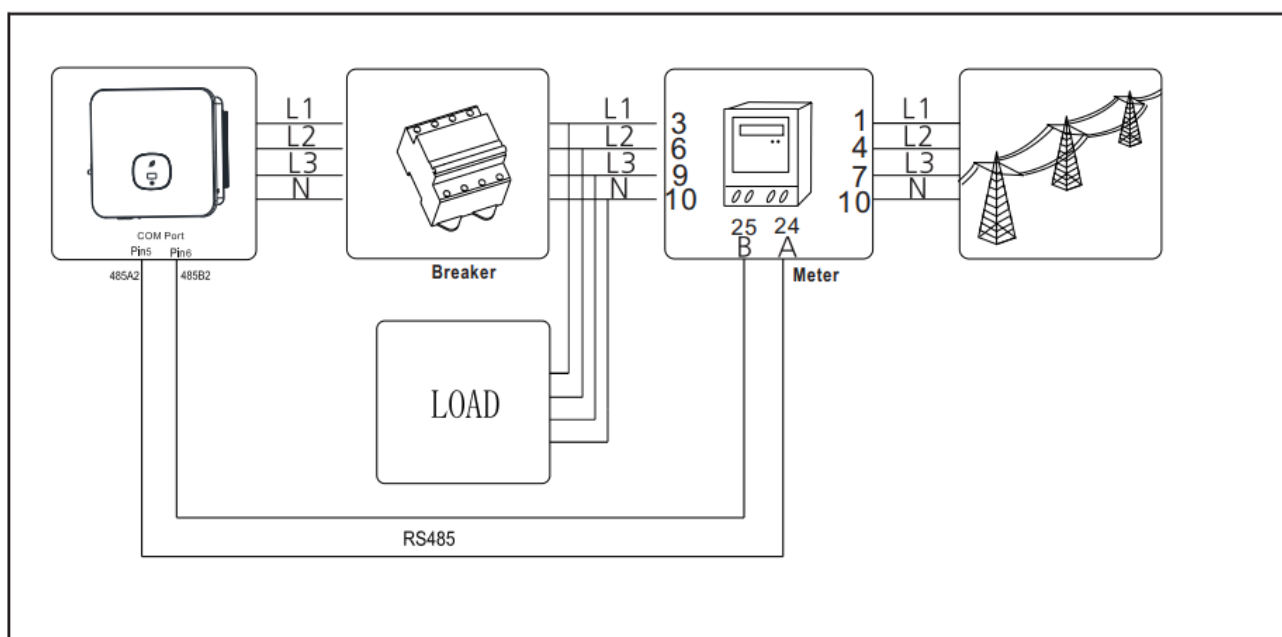 L1
L2
L3
N
COM Port
Pin5 Pin6
485A2
485B2
Breaker
L1
L2
L3
N
3
6
9
10
25 24
B A
Meter
1
4
7
10
L1
L2
L3
N
LOAD
RS485